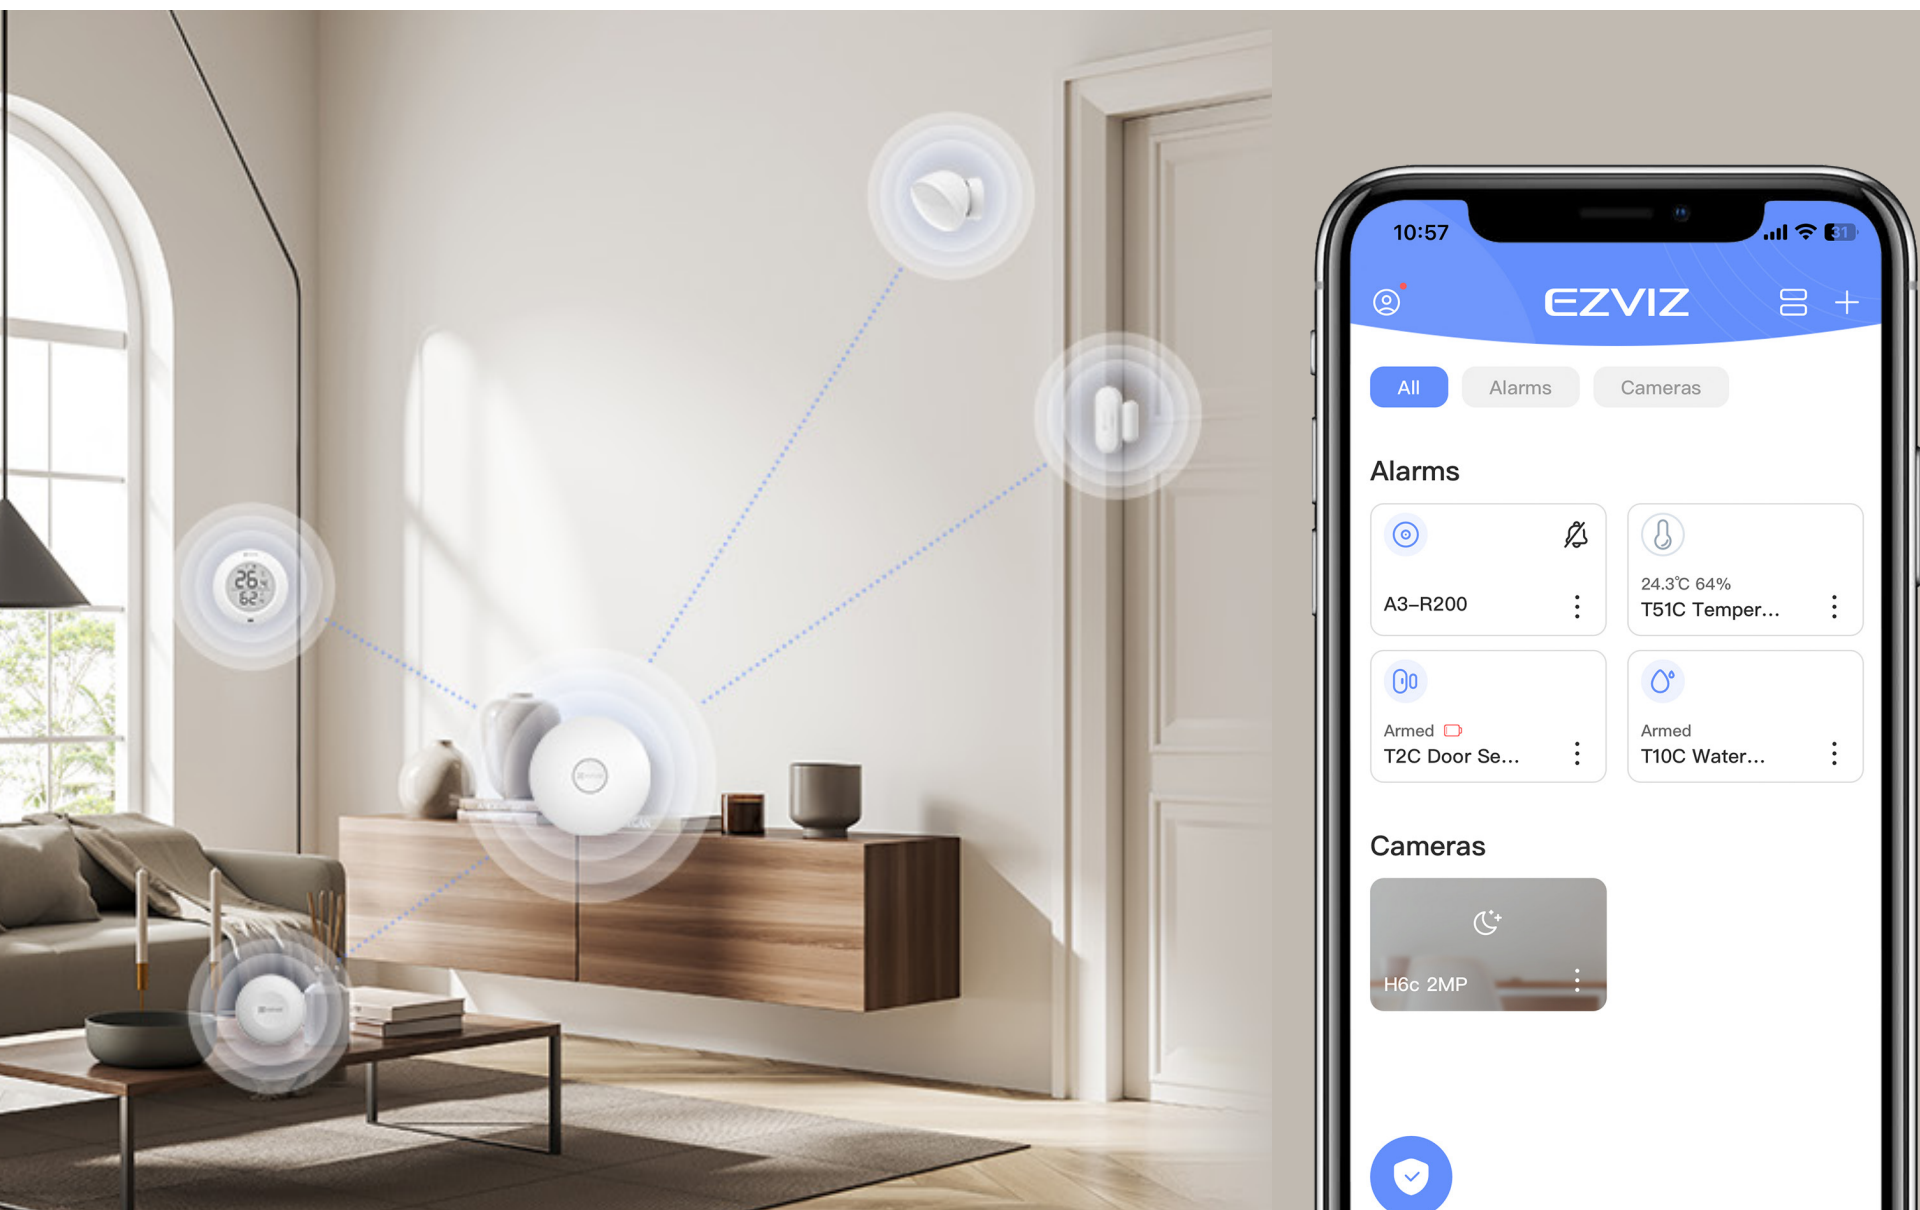 26
62
10:57
31
EZVIZ
All
Alarms
Cameras
Alarms
A3-R200
24.3℃ 64%
T51C Temper...
Armed
T2C Door Se...
Armed
T10C Water...
Cameras
H6c 2MP